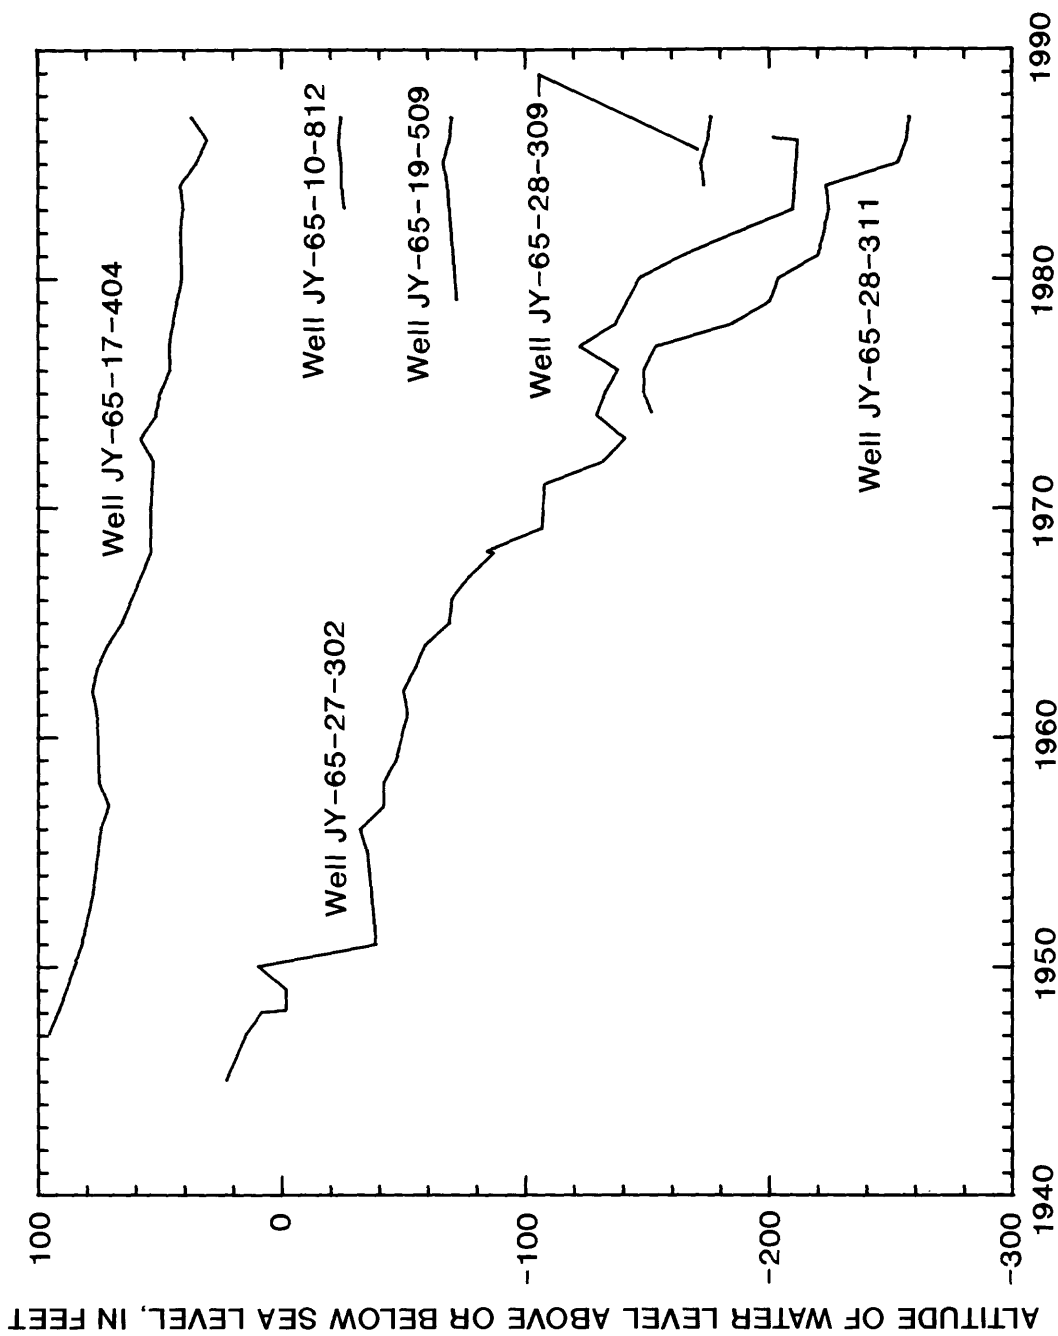 ALTITUDE OF WATER LEVEL ABOVE OR BELOW SEA LEVEL, IN FEET
100
0
-100
-200
-300
Well JY-65-17-404
Well JY-65-10-812
Well JY-65-27-302
Well JY-65-19-509
Well JY-65-28-309
Well JY-65-28-311
1940
1950
1960
1970
1980
1990